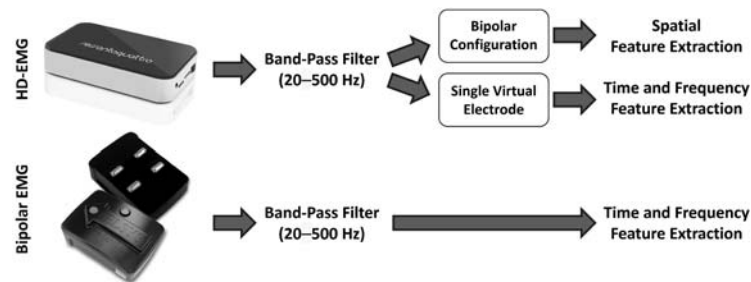 HD-EMG
sessantaquattro
Band-Pass Filter
(20–500 Hz)
Bipolar
Configuration
Spatial
Feature Extraction
Single Virtual
Electrode
Time and Frequency
Feature Extraction
Bipolar EMG
Band-Pass Filter
(20–500 Hz)
Time and Frequency
Feature Extraction